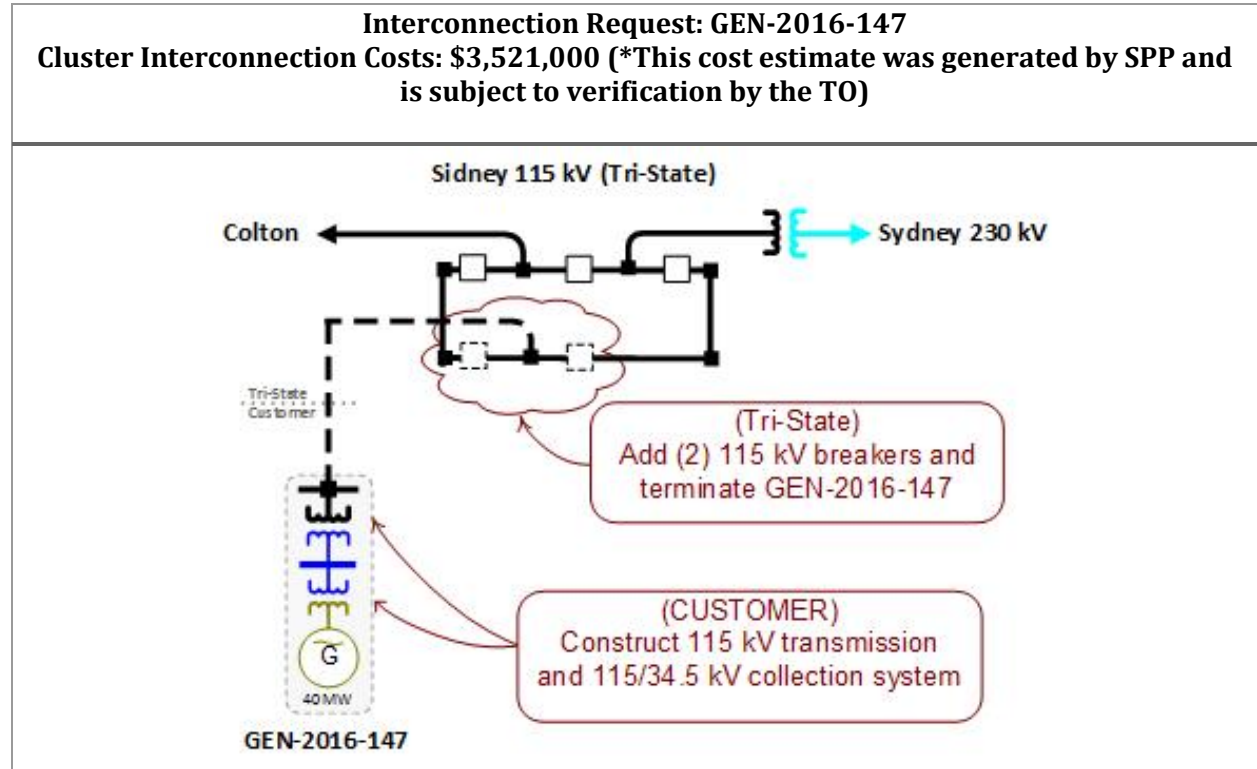 Interconnection Request: GEN-2016-147
Cluster Interconnection Costs: $3,521,000 (*This cost estimate was generated by SPP and
is subject to verification by the TO)
Sidney 115 kV (Tri-State)
Colton
Sydney 230 kV
Tri-State
Customer
(Tri-State)
Add (2) 115 kV breakers and
terminate GEN-2016-147
(CUSTOMER)
Construct 115 kV transmission
and 115/34.5 kV collection system
G
40 MW
GEN-2016-147